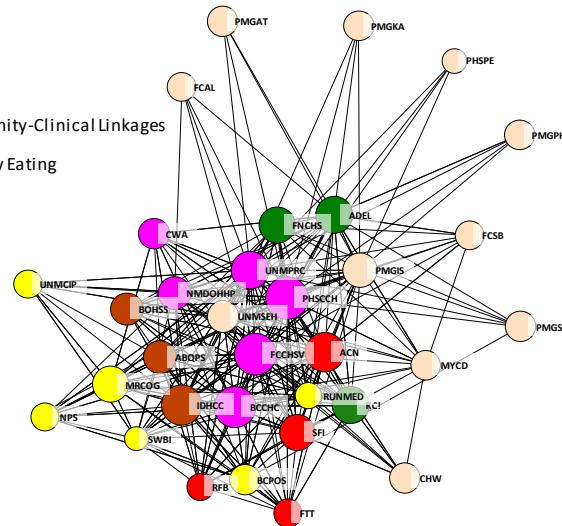 PMGAT
PMGKA
PHSPE
FCAL
nity-Clinical Linkages
PMGPH
y Eating
FNCHS
ADEL
CWA
FCSB
UNMPRC
PMGIS
UNMCIP
NMDOHHP
PHSCCH
BOHSS
UNMSEH
PMGS
ABQPS
FCCHSV
ACN
MYCD
MRCOG
RUNMED
IDHCC
BCCHC
KCI
NPS
SWBI
SFI
BCPOS
CHW
RFB
FTT